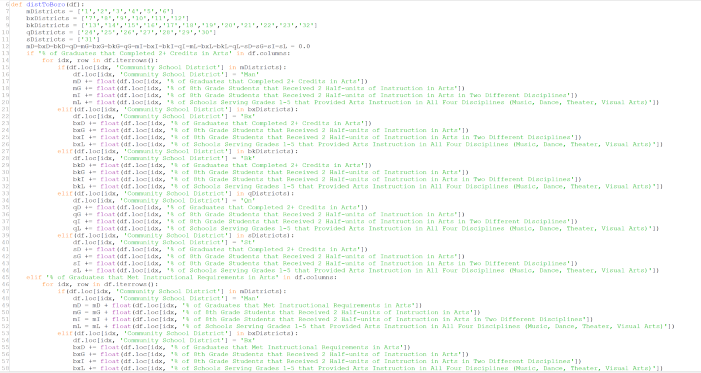 6 def distToBoro(df):
7 mDistricts = ['1','2','3','4','5','6']
8 bxDistricts = ['7','8','9','10','11','12']
9 bkDistricts = ['13','14','15','16','17','18','19','20','21','22','23','32']
10 qDistricts = ['24','25','26','27','28','29','30']
11 sDistricts = ['31']
12 mD=bxD=bkD=qD=mG=bxG=bkG=qG=mI=bxI=bkI=qI=mL=bxL=bkL=qL=sD=sG=sI=sL = 0.0
13 if '% of Graduates that Completed 2+ Credits in Arts' in df.columns:
14 for idx, row in df.iterrows():
15 if(df.loc[idx, 'Community School District'] in mDistricts):
16 df.loc[idx, 'Community School District'] = 'Man'
17 mD += float(df.loc[idx, '% of Graduates that Completed 2+ Credits in Arts'])
18 mG += float(df.loc[idx, '% of 8th Grade Students that Received 2 Half-units of Instruction in Arts'])
19 mI += float(df.loc[idx, '% of 8th Grade Students that Received 2 Half-units of Instruction in Arts in Two Different Disciplines'])
20 mL += float(df.loc[idx, '% of Schools Serving Grades 1-5 that Provided Arts Instruction in All Four Disciplines (Music, Dance, Theater, Visual Arts)'])
21 elif(df.loc[idx, 'Community School District'] in bxDistricts):
22 df.loc[idx, 'Community School District'] = 'Bx'
23 bxD += float(df.loc[idx, '% of Graduates that Completed 2+ Credits in Arts'])
24 bxG += float(df.loc[idx, '% of 8th Grade Students that Received 2 Half-units of Instruction in Arts'])
25 bxI += float(df.loc[idx, '% of 8th Grade Students that Received 2 Half-units of Instruction in Arts in Two Different Disciplines'])
26 bxL += float(df.loc[idx, '% of Schools Serving Grades 1-5 that Provided Arts Instruction in All Four Disciplines (Music, Dance, Theater, Visual Arts)'])
27 elif(df.loc[idx, 'Community School District'] in bkDistricts):
28 df.loc[idx, 'Community School District'] = 'Bk'
29 bkD += float(df.loc[idx, '% of Graduates that Completed 2+ Credits in Arts'])
30 bkG += float(df.loc[idx, '% of 8th Grade Students that Received 2 Half-units of Instruction in Arts'])
31 bkI += float(df.loc[idx, '% of 8th Grade Students that Received 2 Half-units of Instruction in Arts in Two Different Disciplines'])
32 bkL += float(df.loc[idx, '% of Schools Serving Grades 1-5 that Provided Arts Instruction in All Four Disciplines (Music, Dance, Theater, Visual Arts)'])
33 elif(df.loc[idx, 'Community School District'] in qDistricts):
34 df.loc[idx, 'Community School District'] = 'Qn'
35 qD += float(df.loc[idx, '% of Graduates that Completed 2+ Credits in Arts'])
36 qG += float(df.loc[idx, '% of 8th Grade Students that Received 2 Half-units of Instruction in Arts'])
37 qI += float(df.loc[idx, '% of 8th Grade Students that Received 2 Half-units of Instruction in Arts in Two Different Disciplines'])
38 qL += float(df.loc[idx, '% of Schools Serving Grades 1-5 that Provided Arts Instruction in All Four Disciplines (Music, Dance, Theater, Visual Arts)'])
39 elif(df.loc[idx, 'Community School District'] in sDistricts):
40 df.loc[idx, 'Community School District'] = 'St'
41 sD += float(df.loc[idx, '% of Graduates that Completed 2+ Credits in Arts'])
42 sG += float(df.loc[idx, '% of 8th Grade Students that Received 2 Half-units of Instruction in Arts'])
43 sI += float(df.loc[idx, '% of 8th Grade Students that Received 2 Half-units of Instruction in Arts in Two Different Disciplines'])
44 sL += float(df.loc[idx, '% of Schools Serving Grades 1-5 that Provided Arts Instruction in All Four Disciplines (Music, Dance, Theater, Visual Arts)'])
45 elif '% of Graduates that Met Instructional Requirements in Arts' in df.columns:
46 for idx, row in df.iterrows():
47 if(df.loc[idx, 'Community School District'] in mDistricts):
48 df.loc[idx, 'Community School District'] = 'Man'
49 mD = mD + float(df.loc[idx, '% of Graduates that Met Instructional Requirements in Arts'])
50 mG = mG + float(df.loc[idx, '% of 8th Grade Students that Received 2 Half-units of Instruction in Arts'])
51 mI = mI + float(df.loc[idx, '% of 8th Grade Students that Received 2 Half-units of Instruction in Arts in Two Different Disciplines'])
52 mL = mL + float(df.loc[idx, '% of Schools Serving Grades 1-5 that Provided Arts Instruction in All Four Disciplines (Music, Dance, Theater, Visual Arts)'])
53 elif(df.loc[idx, 'Community School District'] in bxDistricts):
54 df.loc[idx, 'Community School District'] = 'Bx'
55 bxD += float(df.loc[idx, '% of Graduates that Met Instructional Requirements in Arts'])
56 bxG += float(df.loc[idx, '% of 8th Grade Students that Received 2 Half-units of Instruction in Arts'])
57 bxI += float(df.loc[idx, '% of 8th Grade Students that Received 2 Half-units of Instruction in Arts in Two Different Disciplines'])
58 bxL += float(df.loc[idx, '% of Schools Serving Grades 1-5 that Provided Arts Instruction in All Four Disciplines (Music, Dance, Theater, Visual Arts)'])